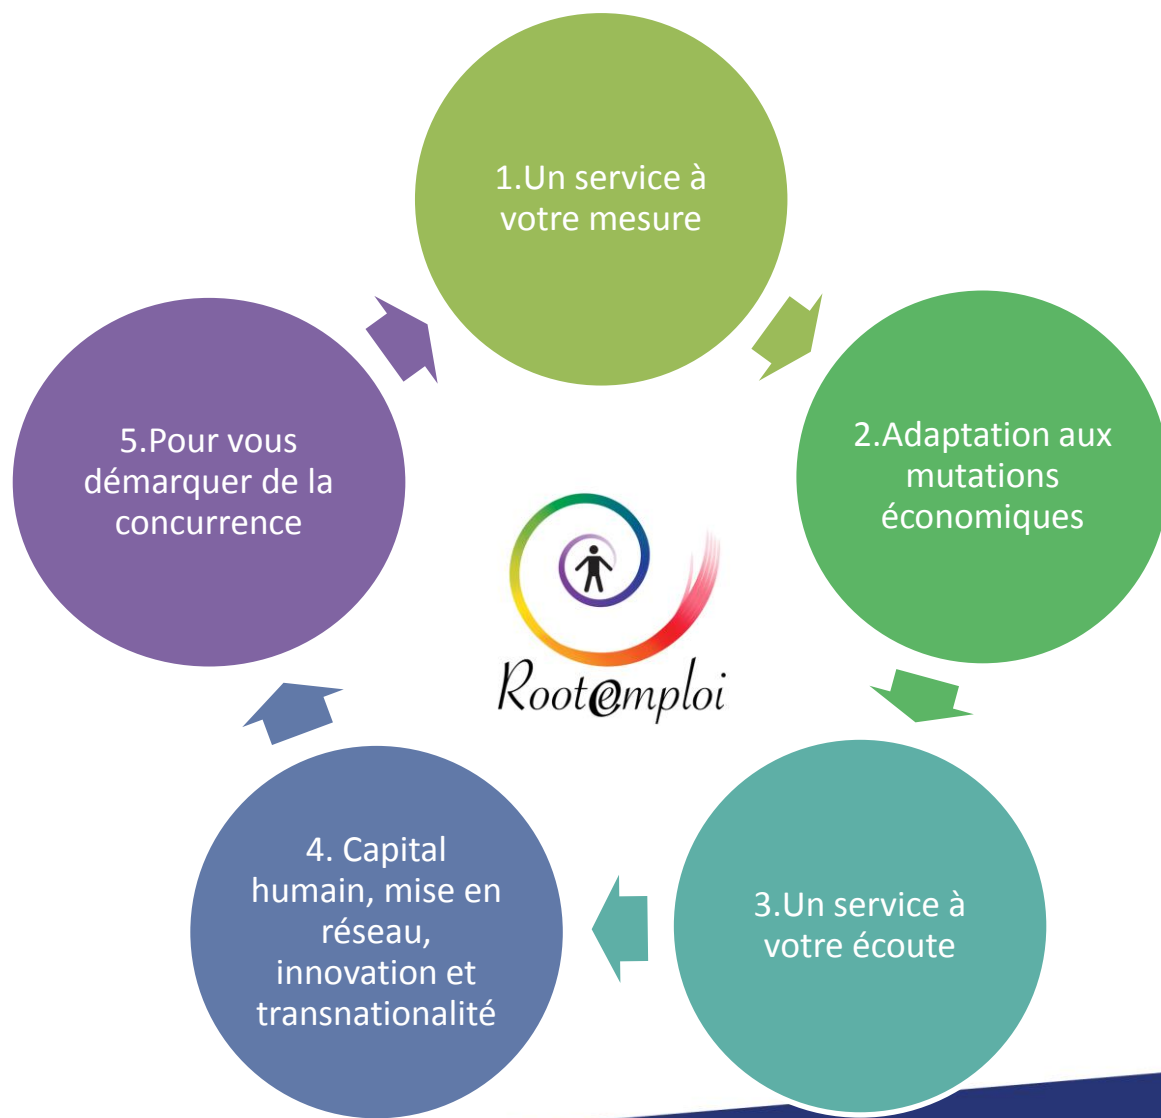 1.Un service à
votre mesure
2.Adaptation aux
mutations
économiques
3.Un service à
votre écoute
4. Capital
humain, mise en
réseau,
innovation et
transnationalité
5.Pour vous
démarquer de la
concurrence
Rootemploi